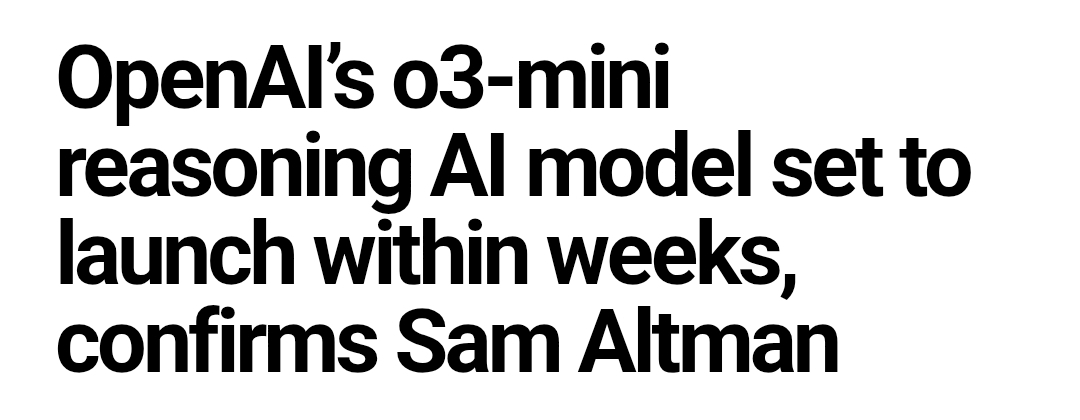 OpenAI’s o3-mini
reasoning AI model set to
launch within weeks,
confirms Sam Altman